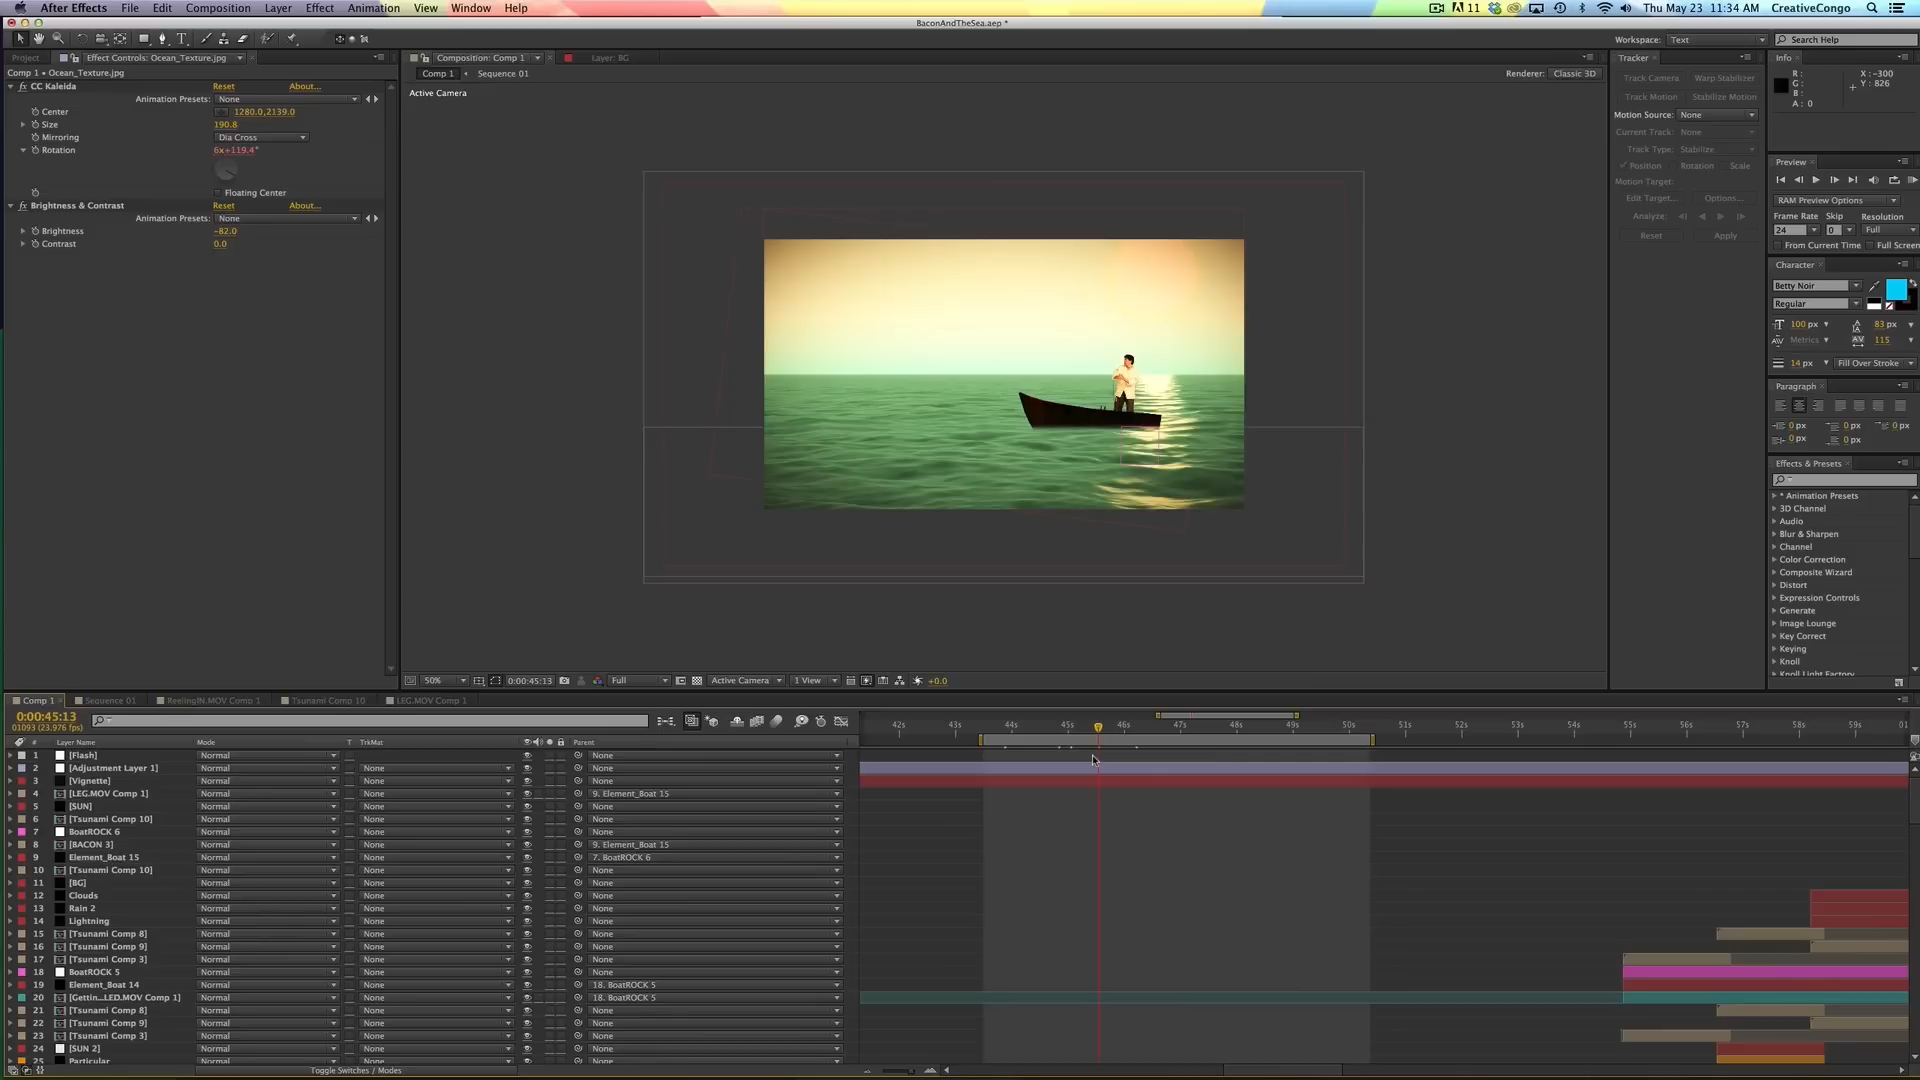 After Effects File Edit Composition Layer Effect Animation View Window Help
11 Thu May 23 11:34 AM CreativeCongo
BaconAndTheSea.aep *
Workspace: Text Search Help
Project Effect Controls: Ocean_Texture.jpg
Comp 1 • Ocean_Texture.jpg
CC Kaleida Reset About...
Animation Presets: None
Center 1280.0,2139.0
Size 190.8
Mirroring Dia Cross
Rotation 6x+119.4°
Floating Center
Brightness & Contrast Reset About...
Animation Presets: None
Brightness -82.0
Contrast 0.0
Composition: Comp 1 Layer: BG
Comp 1 Sequence 01
Renderer: Classic 3D
Active Camera
50% 0:00:45:13 Full Active Camera 1 View +0.0
Tracker
Track Camera Warp Stabilizer
Track Motion Stabilize Motion
Motion Source: None
Current Track: None
Track Type: Stabilize
Position Rotation Scale
Motion Target:
Edit Target... Options...
Analyze:
Reset Apply
Info
R : X : -300
G : Y : 826
B :
A : 0
Preview
RAM Preview Options
Frame Rate Skip Resolution
24 0 Full
From Current Time Full Screen
Character
Betty Noir
Regular
100 px 83 px
Metrics 115
14 px Fill Over Stroke
Paragraph
0 px 0 px 0 px
0 px 0 px
Effects & Presets
* Animation Presets
3D Channel
Audio
Blur & Sharpen
Channel
Color Correction
Composite Wizard
Distort
Expression Controls
Generate
Image Lounge
Key Correct
Keying
Knoll
Knoll Light Factory
Comp 1 Sequence 01 ReelingIN.MOV Comp 1 Tsunami Comp 10 LEG.MOV Comp 1
0:00:45:13
01093 (23.976 fps)
42s 43s 44s 45s 46s 47s 48s 49s 50s 51s 52s 53s 54s 55s 56s 57s 58s 59s 01
# Layer Name Mode T TrkMat Parent
1 [Flash] Normal None
2 [Adjustment Layer 1] Normal None None
3 [Vignette] Normal None None
4 [LEG.MOV Comp 1] Normal None 9. Element_Boat 15
5 [SUN] Normal None None
6 [Tsunami Comp 10] Normal None None
7 BoatROCK 6 Normal None None
8 [BACON 3] Normal None 9. Element_Boat 15
9 Element_Boat 15 Normal None 7. BoatROCK 6
10 [Tsunami Comp 10] Normal None None
11 [BG] Normal None None
12 Clouds Normal None None
13 Rain 2 Normal None None
14 Lightning Normal None None
15 [Tsunami Comp 8] Normal None None
16 [Tsunami Comp 9] Normal None None
17 [Tsunami Comp 3] Normal None None
18 BoatROCK 5 Normal None None
19 Element_Boat 14 Normal None 18. BoatROCK 5
20 [Gettin...LED.MOV Comp 1] Normal None 18. BoatROCK 5
21 [Tsunami Comp 8] Normal None None
22 [Tsunami Comp 9] Normal None None
23 [Tsunami Comp 3] Normal None None
24 [SUN 2] Normal None None
25 Particular Normal None None
Toggle Switches / Modes